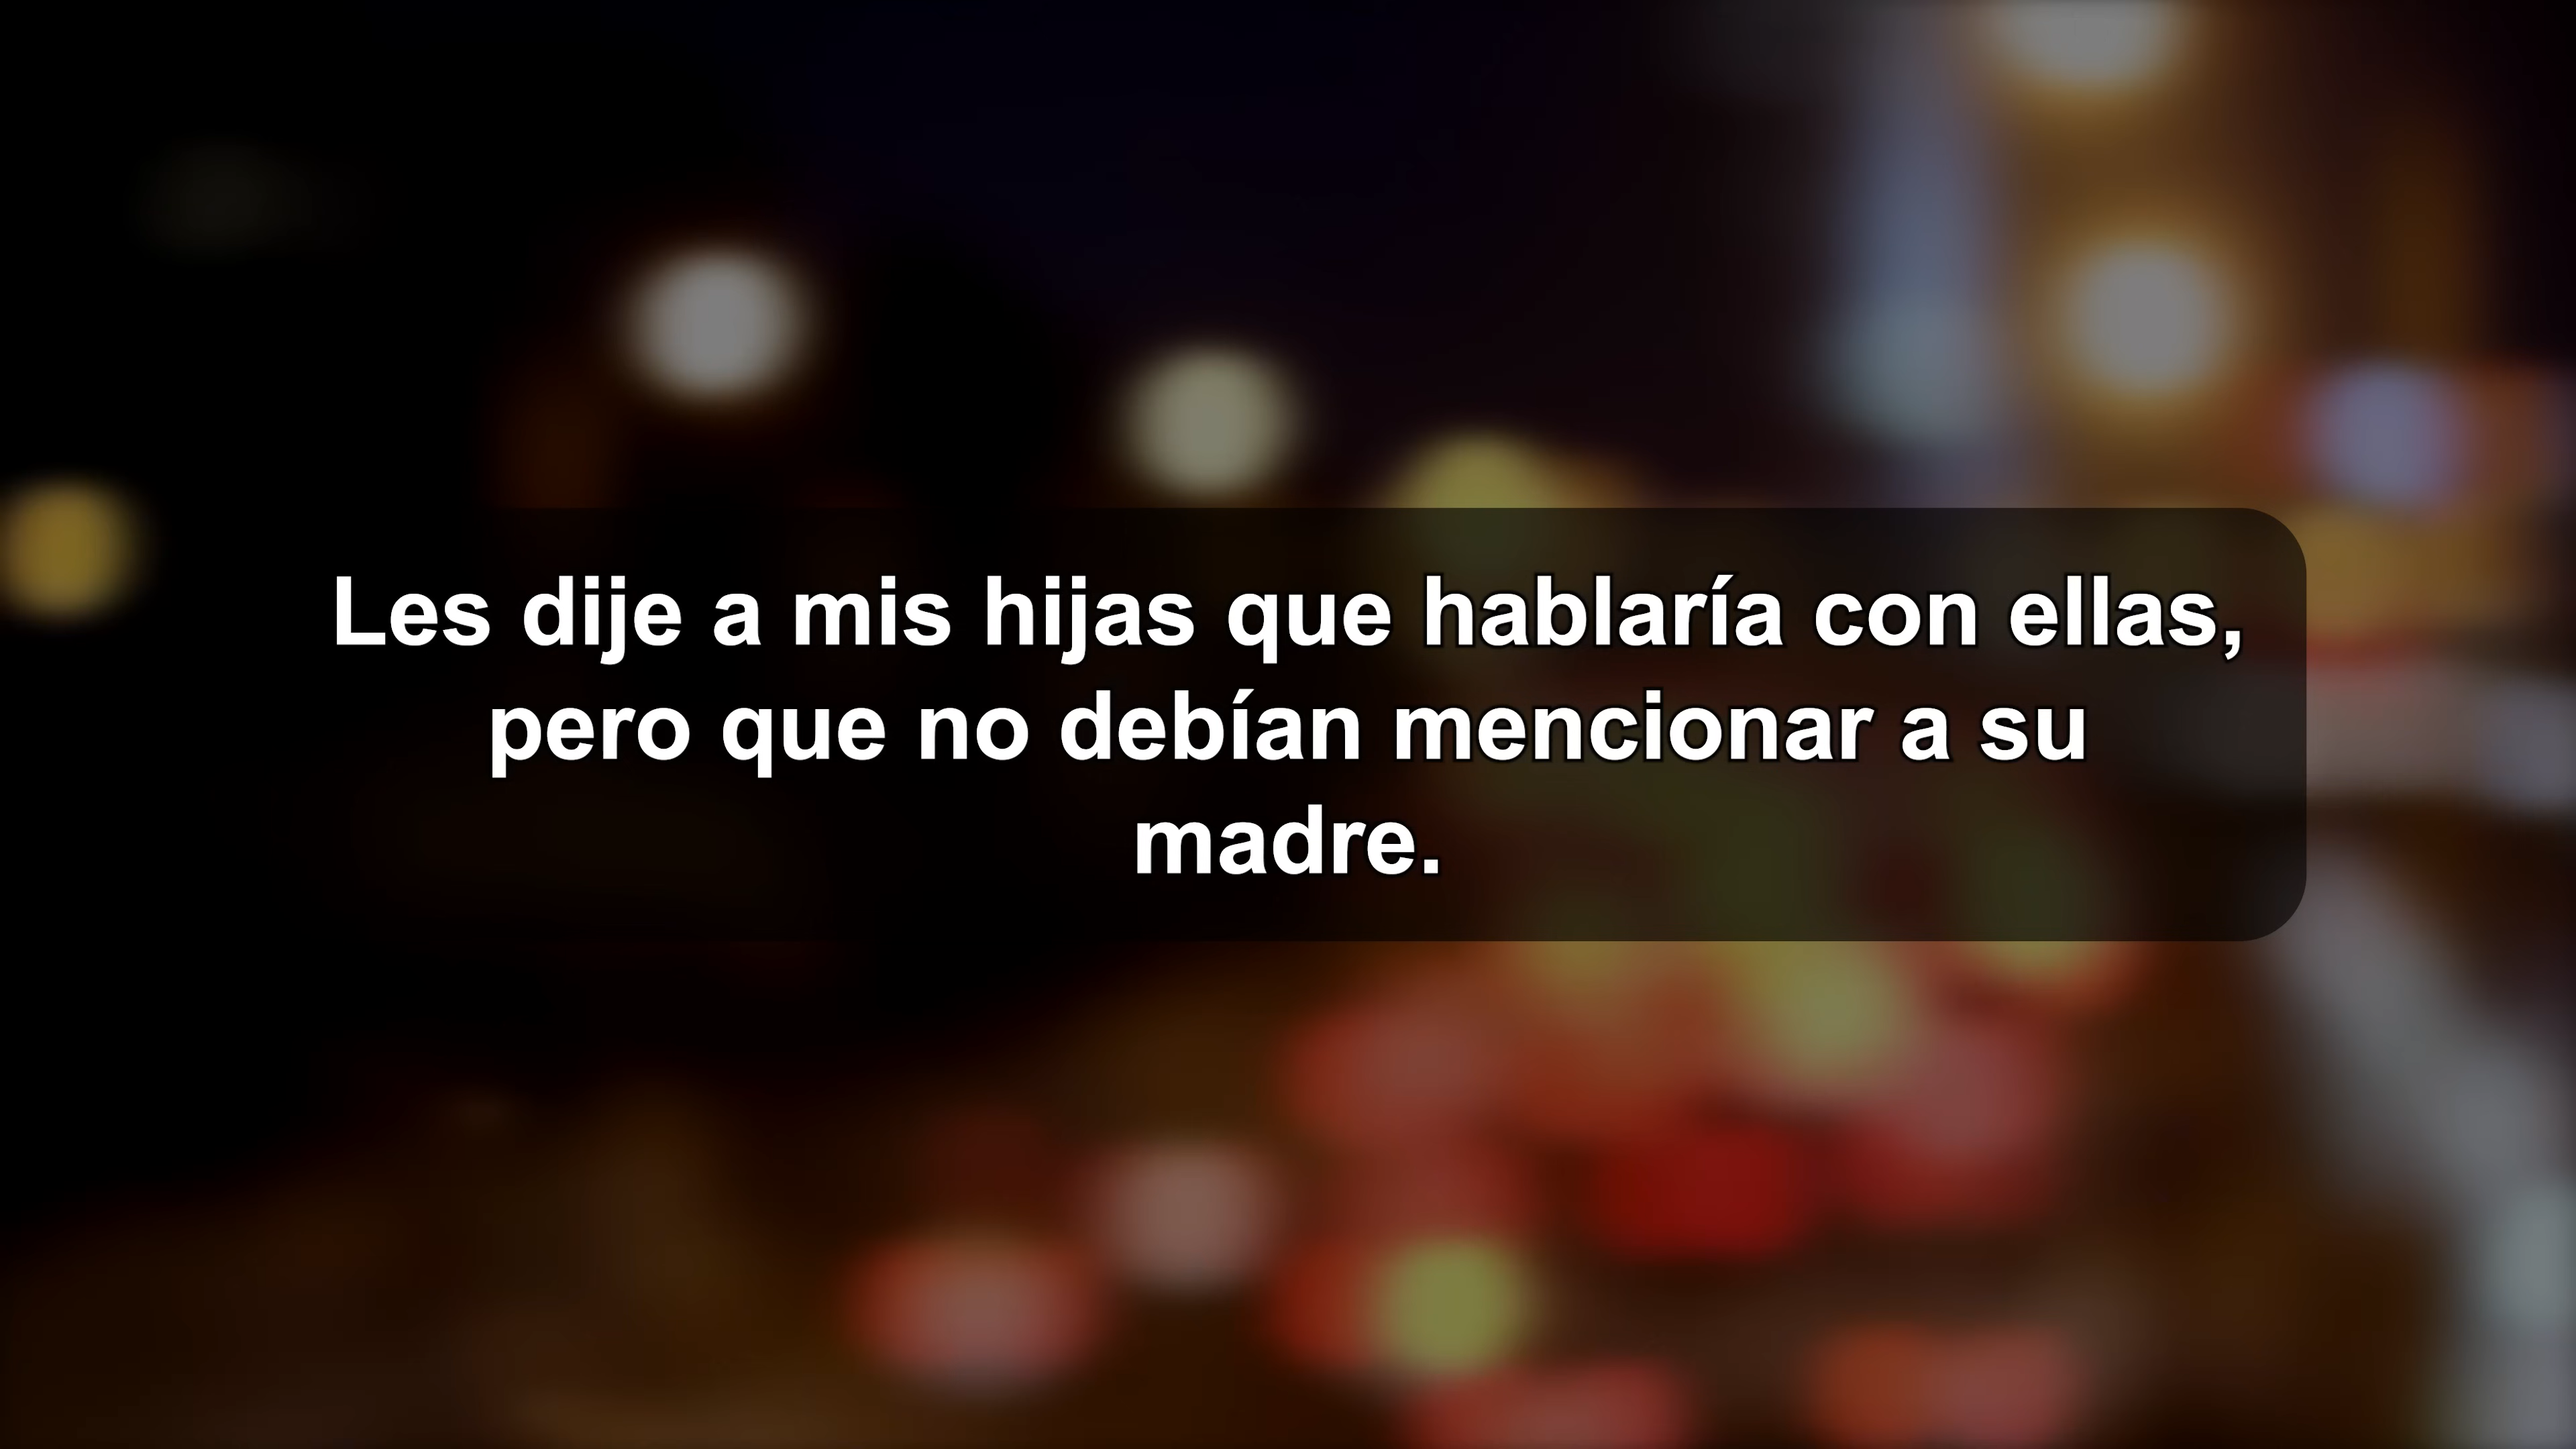 Les dije a mis hijas que hablaría con ellas,
pero que no debían mencionar a su
madre.